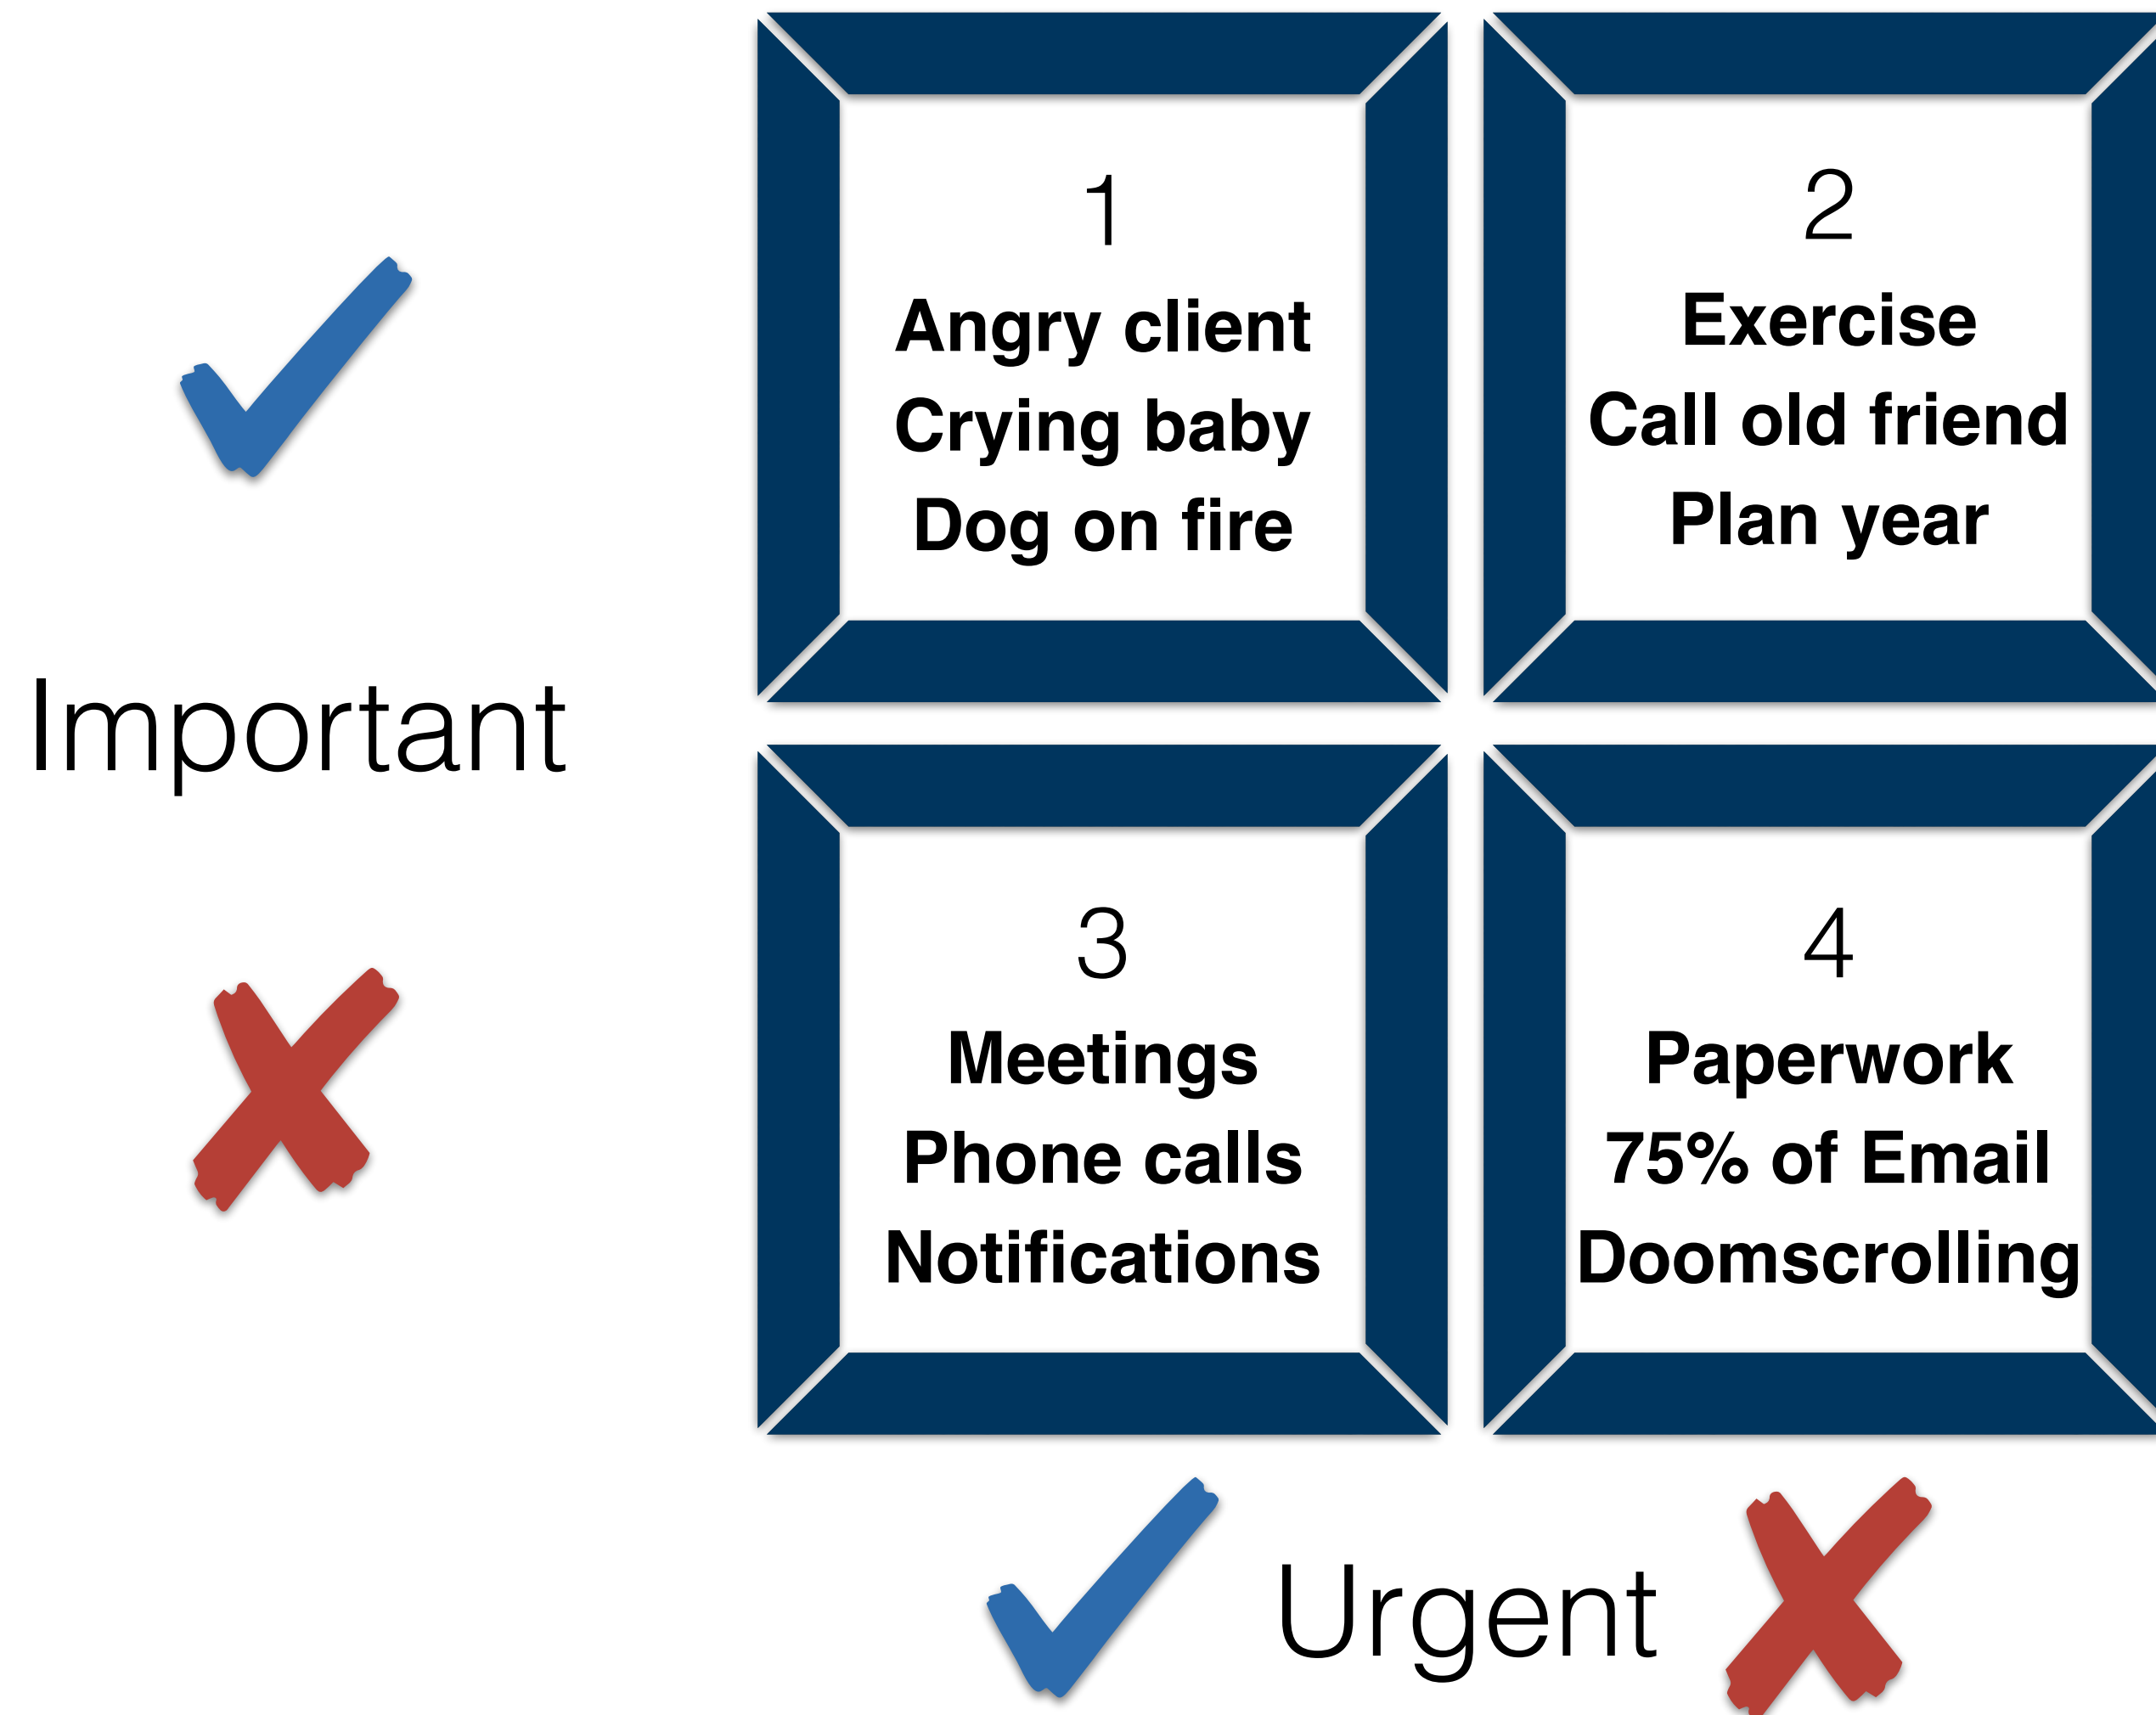 1
Angry client
Crying baby
Dog on fire
2
Exercise
Call old friend
Plan year
Important
3
Meetings
Phone calls
Notifications
4
Paperwork
75% of Email
Doomscrolling
Urgent